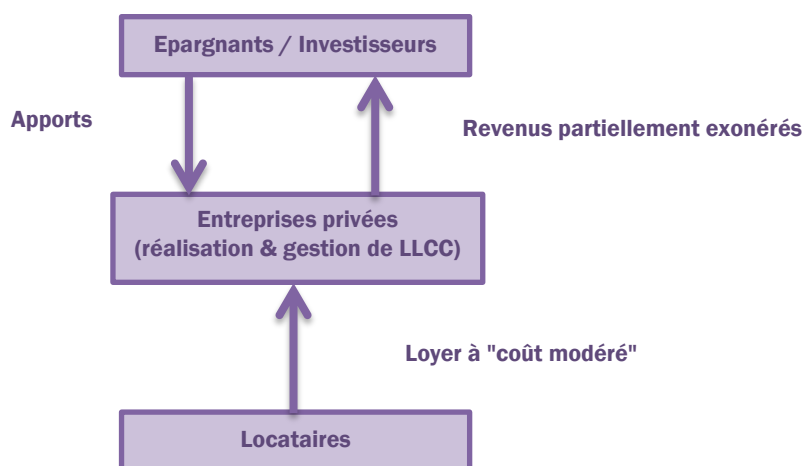 Epargnants / Investisseurs
Apports
Revenus partiellement exonérés
Entreprises privées
(réalisation & gestion de LLCC)
Loyer à "coût modéré"
Locataires